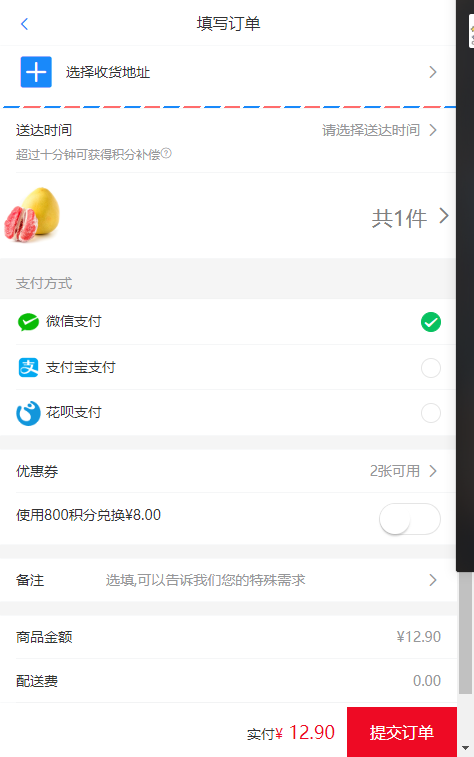 填写订单
选择收货地址
送达时间 请选择送达时间
超过十分钟可获得积分补偿?
共1件
支付方式
微信支付
支付宝支付
花呗支付
优惠券 2张可用
使用800积分兑换¥8.00
备注 选填,可以告诉我们您的特殊需求
商品金额 ¥12.90
配送费 0.00
实付¥ 12.90 提交订单